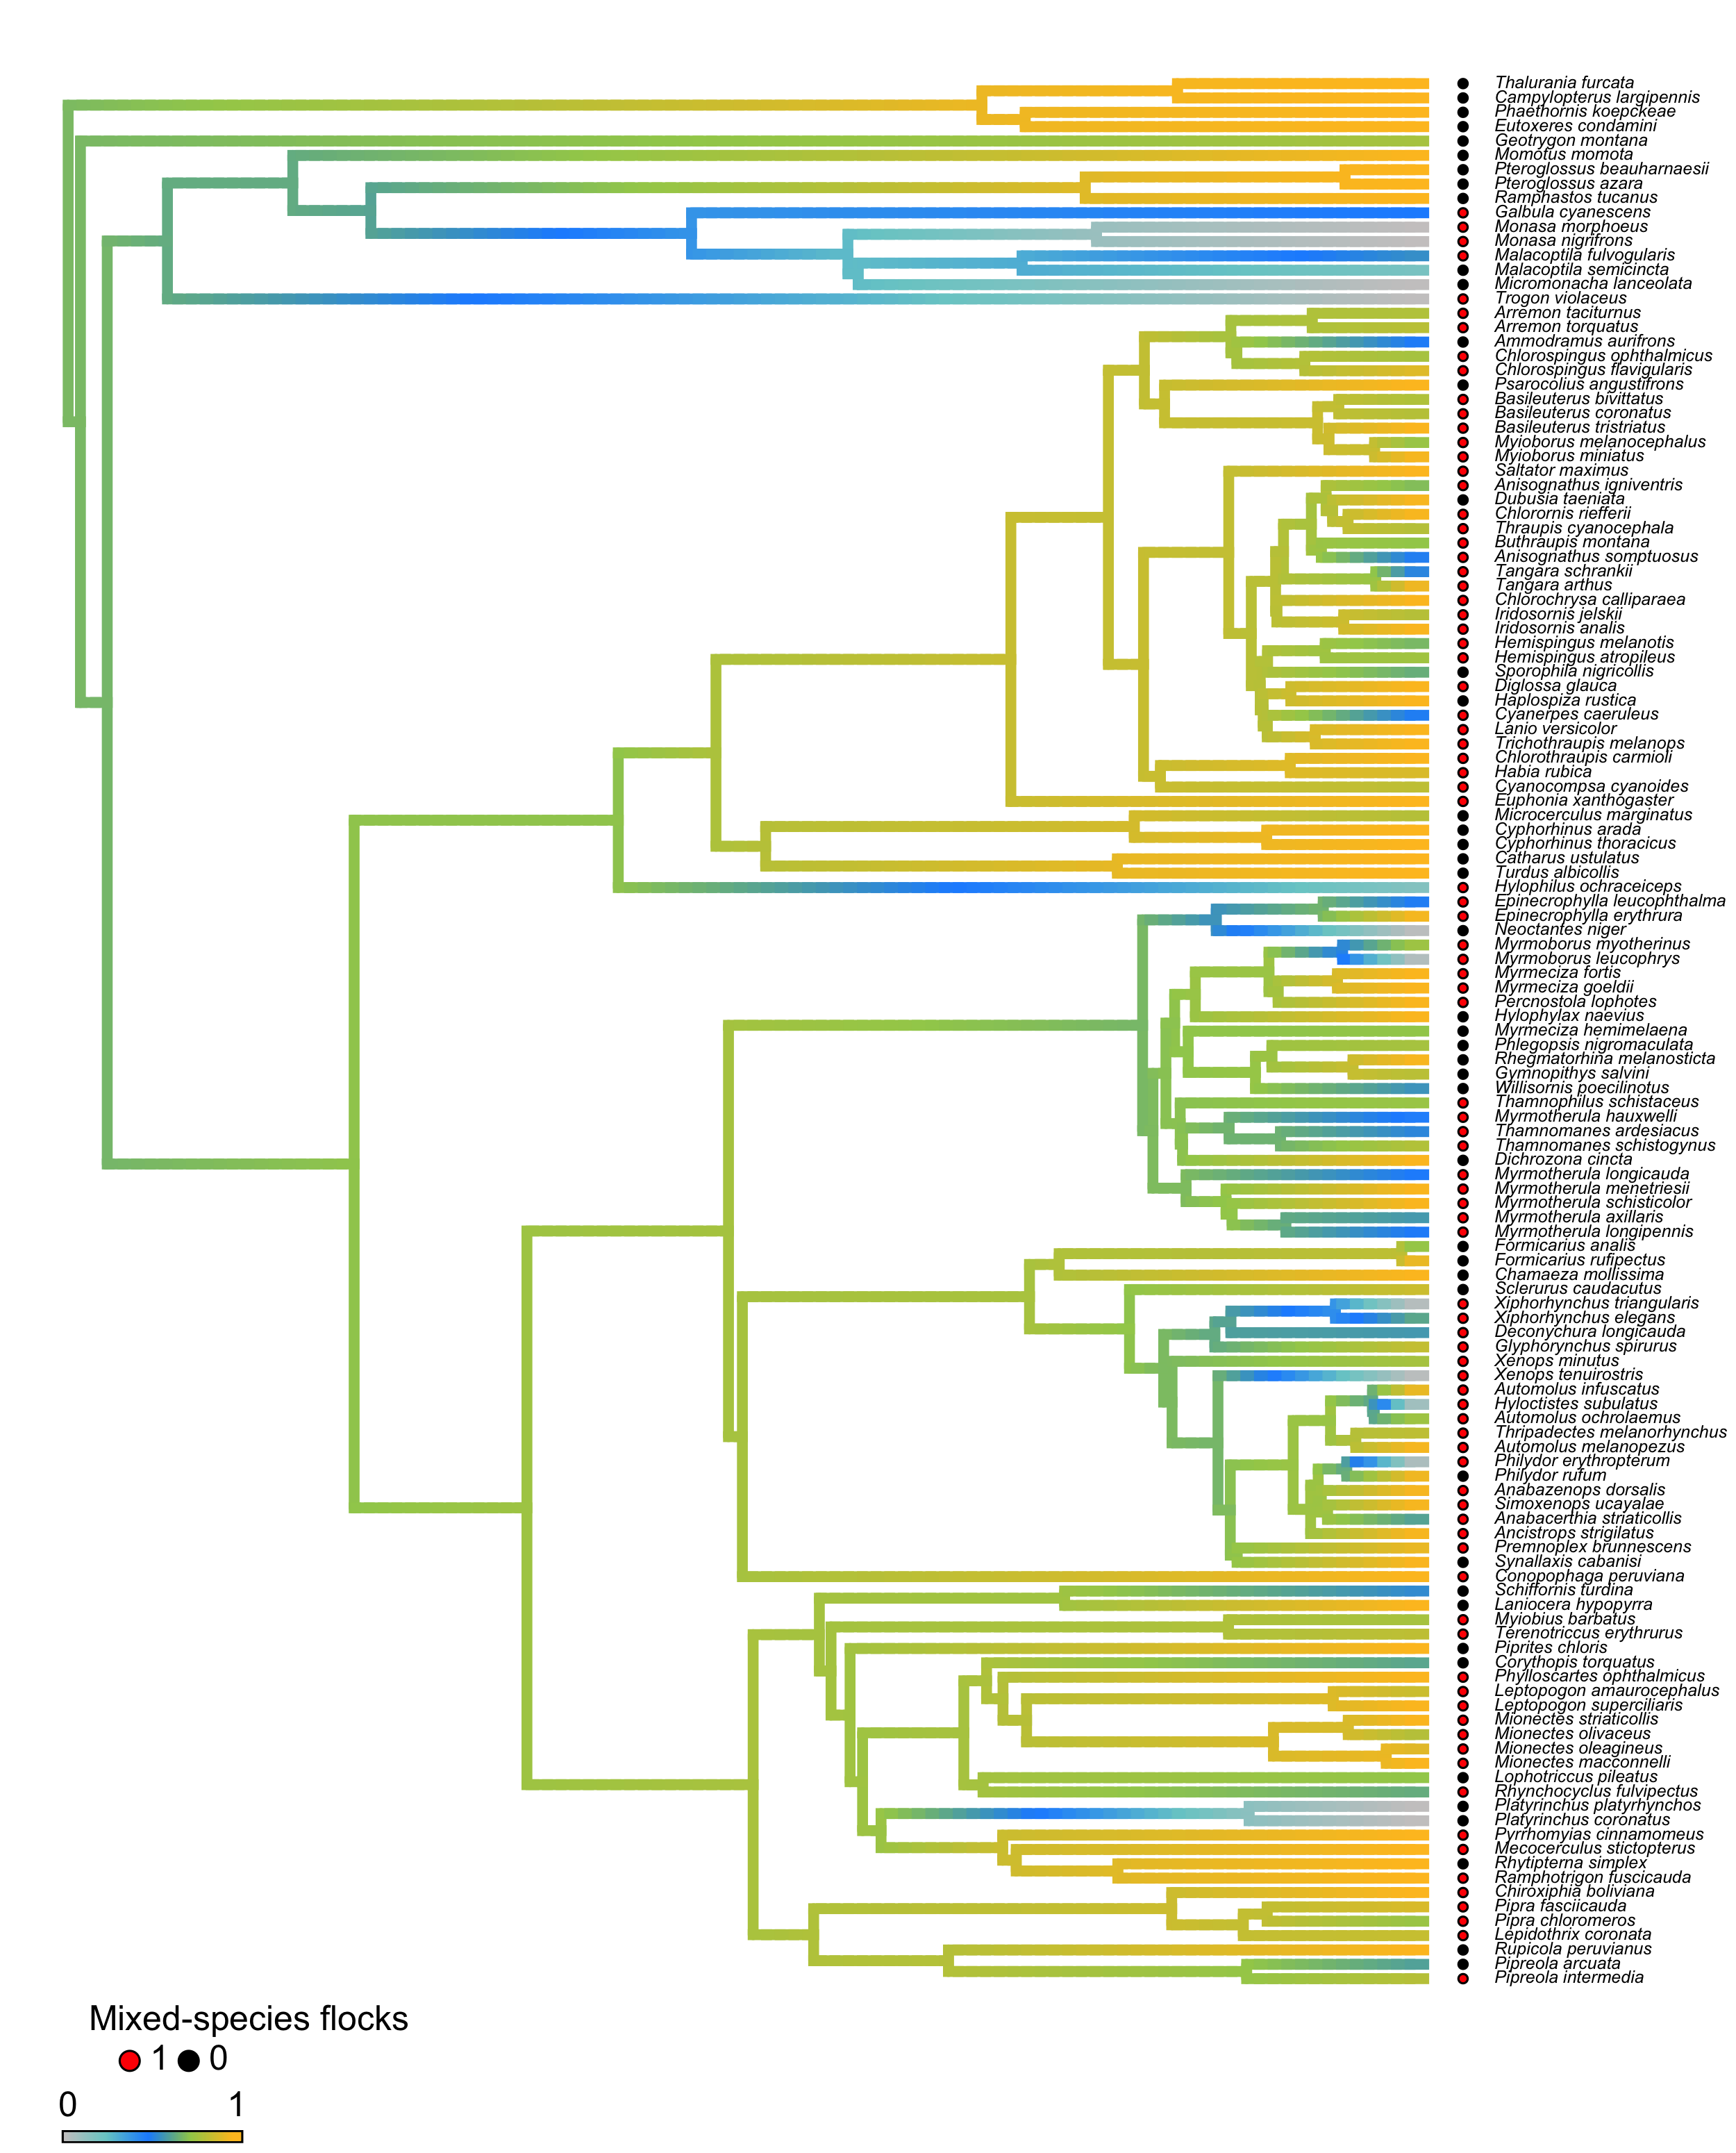 Thalurania furcata
Campylopterus largipennis
Phaethornis koepckeae
Eutoxeres condamini
Geotrygon montana
Momotus momota
Pteroglossus beauharnaesii
Pteroglossus azara
Ramphastos tucanus
Galbula cyanescens
Monasa morphoeus
Monasa nigrifrons
Malacoptila fulvogularis
Malacoptila semicincta
Micromonacha lanceolata
Trogon violaceus
Arremon taciturnus
Arremon torquatus
Ammodramus aurifrons
Chlorospingus ophthalmicus
Chlorospingus flavigularis
Psarocolius angustifrons
Basileuterus bivittatus
Basileuterus coronatus
Basileuterus tristriatus
Myioborus melanocephalus
Myioborus miniatus
Saltator maximus
Anisognathus igniventris
Dubusia taeniata
Chlorornis riefferii
Thraupis cyanocephala
Buthraupis montana
Anisognathus somptuosus
Tangara schrankii
Tangara arthus
Chlorochrysa calliparaea
Iridosornis jelskii
Iridosornis analis
Hemispingus melanotis
Hemispingus atropileus
Sporophila nigricollis
Diglossa glauca
Haplospiza rustica
Cyanerpes caeruleus
Lanio versicolor
Trichothraupis melanops
Chlorothraupis carmioli
Habia rubica
Cyanocompsa cyanoides
Euphonia xanthogaster
Microcerculus marginatus
Cyphorhinus arada
Cyphorhinus thoracicus
Catharus ustulatus
Turdus albicollis
Hylophilus ochraceiceps
Epinecrophylla leucophthalma
Epinecrophylla erythrura
Neoctantes niger
Myrmoborus myotherinus
Myrmoborus leucophrys
Myrmeciza fortis
Myrmeciza goeldii
Percnostola lophotes
Hylophylax naevius
Myrmeciza hemimelaena
Phlegopsis nigromaculata
Rhegmatorhina melanosticta
Gymnopithys salvini
Willisornis poecilinotus
Thamnophilus schistaceus
Myrmotherula hauxwelli
Thamnomanes ardesiacus
Thamnomanes schistogynus
Dichrozona cincta
Myrmotherula longicauda
Myrmotherula menetriesii
Myrmotherula schisticolor
Myrmotherula axillaris
Myrmotherula longipennis
Formicarius analis
Formicarius rufipectus
Chamaeza mollissima
Sclerurus caudacutus
Xiphorhynchus triangularis
Xiphorhynchus elegans
Deconychura longicauda
Glyphorynchus spirurus
Xenops minutus
Xenops tenuirostris
Automolus infuscatus
Hyloctistes subulatus
Automolus ochrolaemus
Thripadectes melanorhynchus
Automolus melanopezus
Philydor erythropterum
Philydor rufum
Anabazenops dorsalis
Simoxenops ucayalae
Anabacerthia striaticollis
Ancistrops strigilatus
Premnoplex brunnescens
Synallaxis cabanisi
Conopophaga peruviana
Schiffornis turdina
Laniocera hypopyrra
Myiobius barbatus
Terenotriccus erythrurus
Piprites chloris
Corythopis torquatus
Phylloscartes ophthalmicus
Leptopogon amaurocephalus
Leptopogon superciliaris
Mionectes striaticollis
Mionectes olivaceus
Mionectes oleagineus
Mionectes macconnelli
Lophotriccus pileatus
Rhynchocyclus fulvipectus
Platyrinchus platyrhynchos
Platyrinchus coronatus
Pyrrhomyias cinnamomeus
Mecocerculus stictopterus
Rhytipterna simplex
Ramphotrigon fuscicauda
Chiroxiphia boliviana
Pipra fasciicauda
Pipra chloromeros
Lepidothrix coronata
Rupicola peruvianus
Pipreola arcuata
Pipreola intermedia
Mixed-species flocks
1 0
0 1